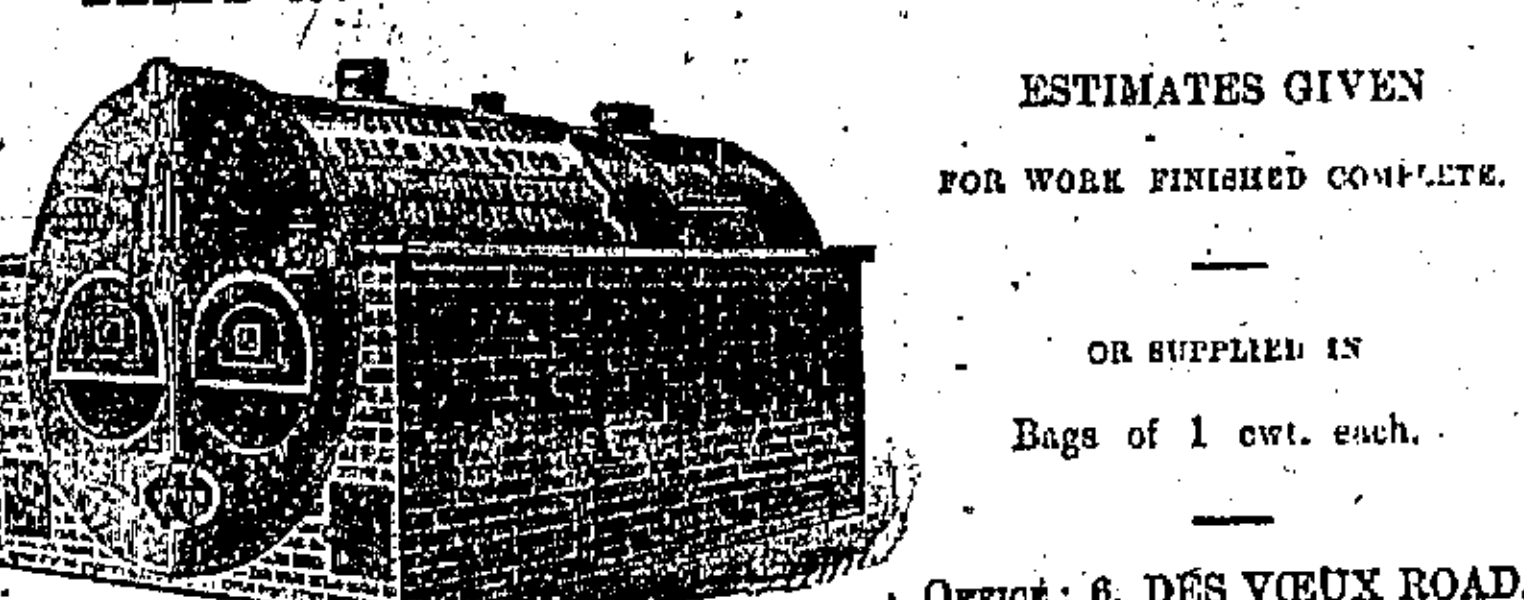 ESTIMATES GIVEN
FOR WORK FINISHED COMPLETE.
OR SUPPLIED IN
Bags of 1 cwt. each.
OFFICE: 6, DES VŒUX ROAD.